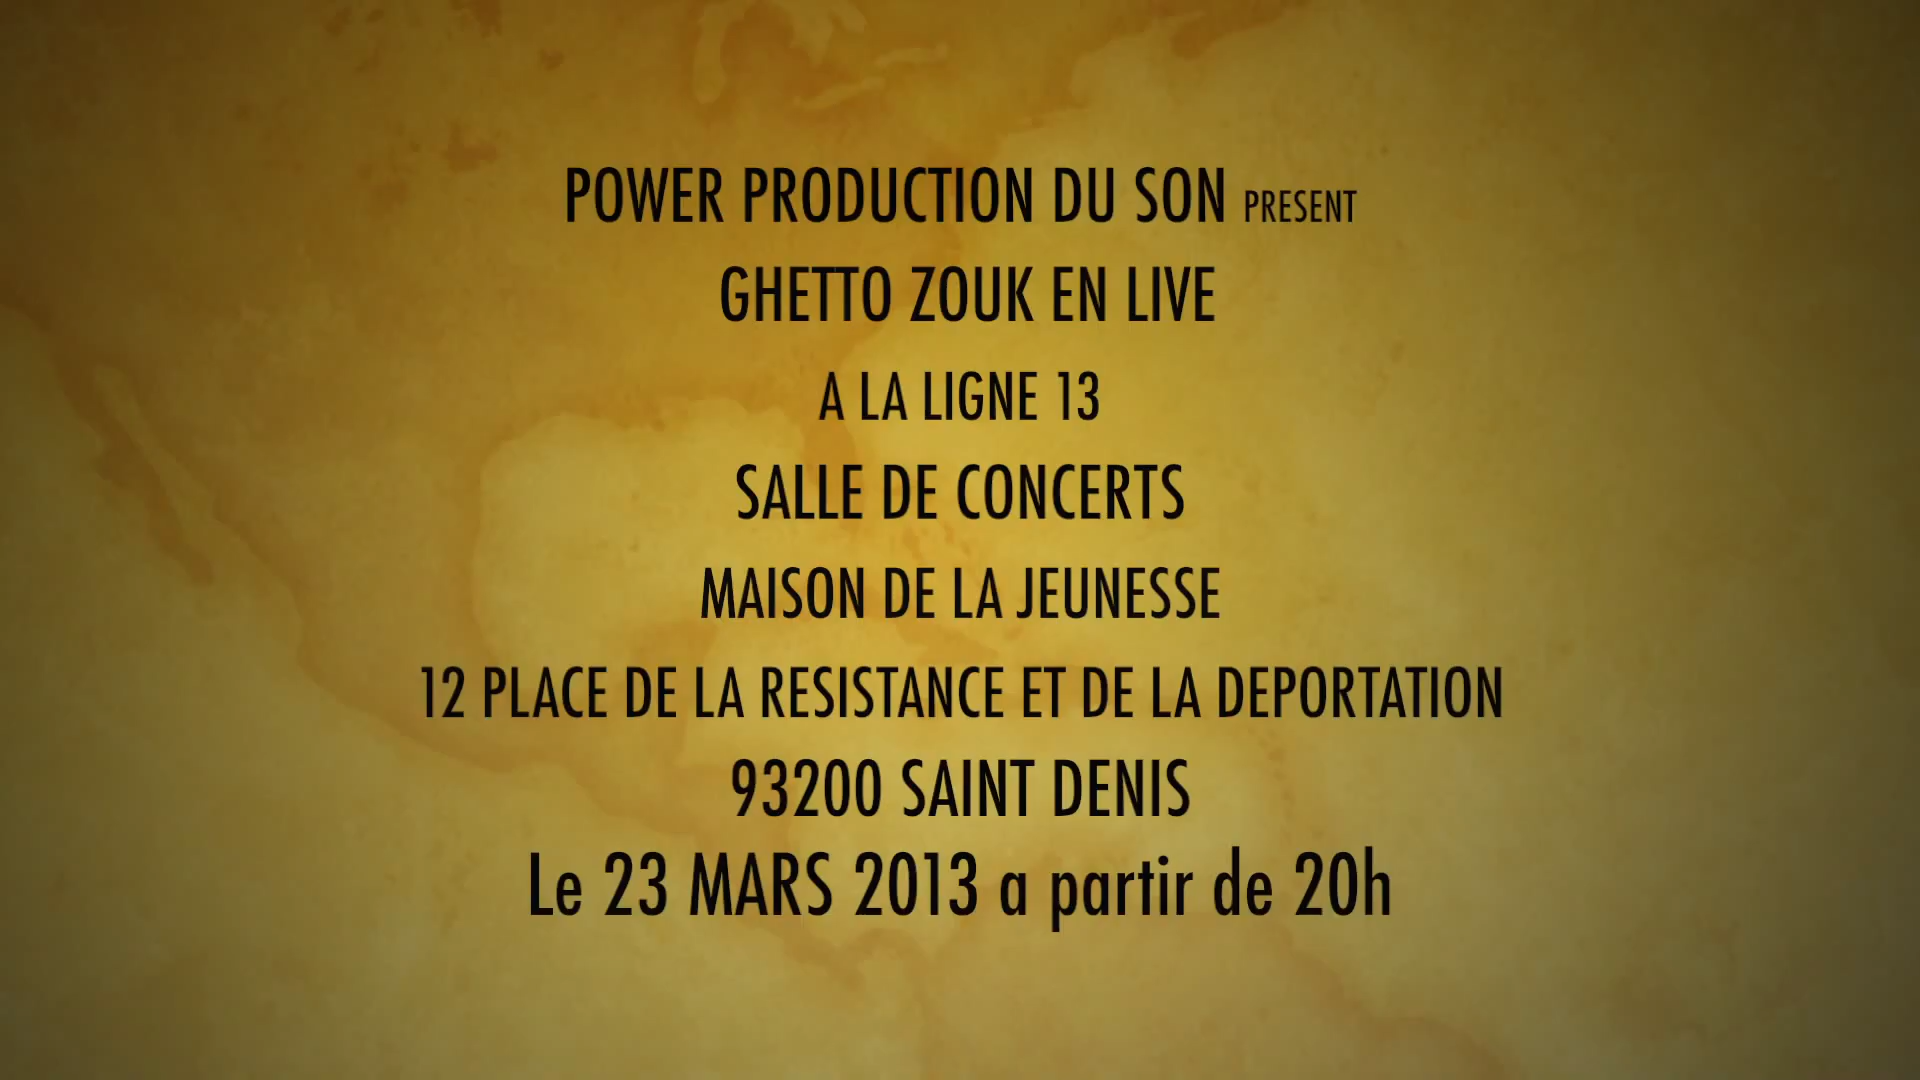 POWER PRODUCTION DU SON PRESENT
GHETTO ZOUK EN LIVE
A LA LIGNE 13
SALLE DE CONCERTS
MAISON DE LA JEUNESSE
12 PLACE DE LA RESISTANCE ET DE LA DEPORTATION
93200 SAINT DENIS
Le 23 MARS 2013 a partir de 20h